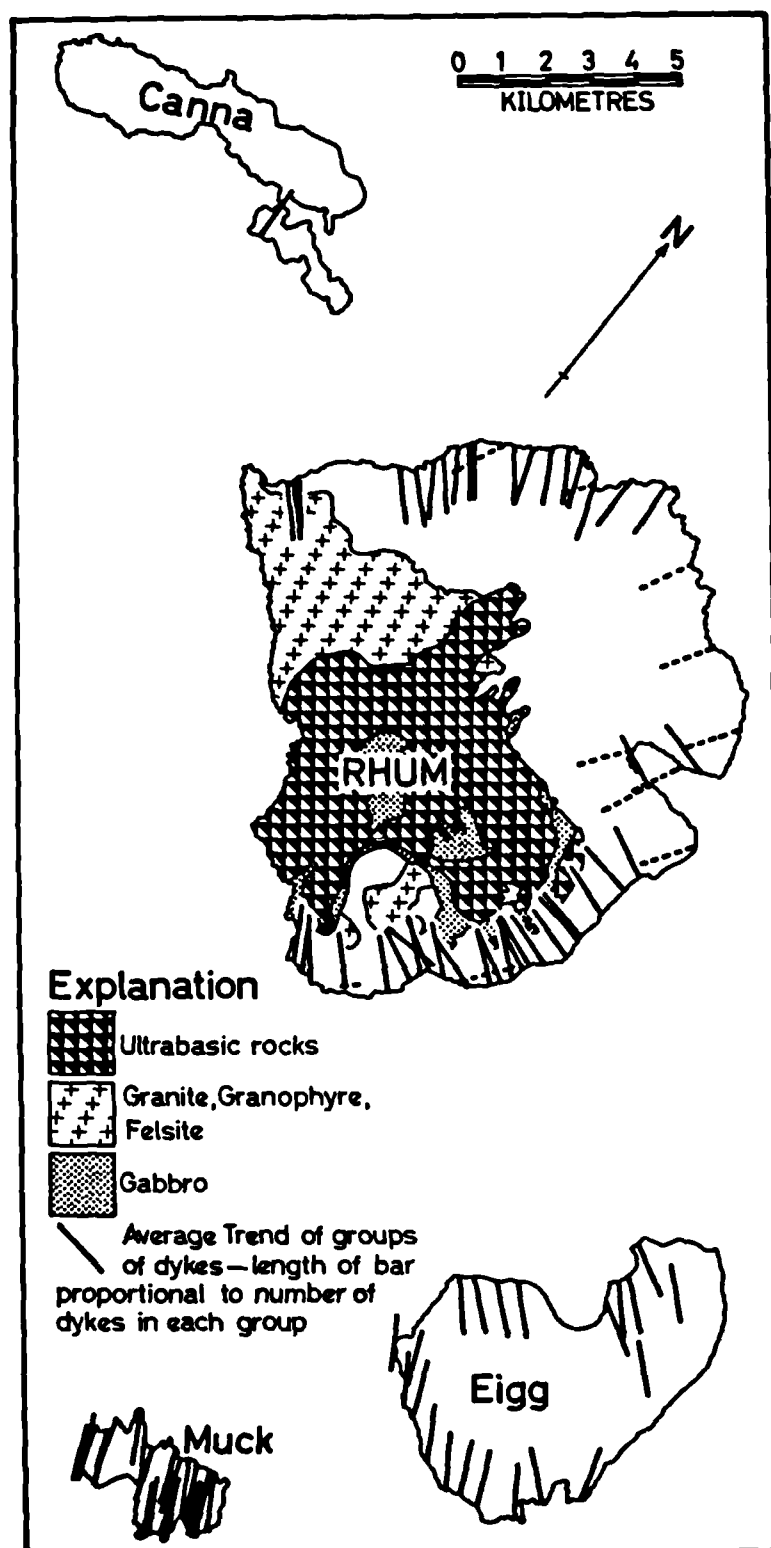 Canna
0 1 2 3 4 5
KILOMETRES
N
RHUM
Explanation
Ultrabasic rocks
Granite, Granophyre,
Felsite
Gabbro
Average Trend of groups
of dykes—length of bar
proportional to number of
dykes in each group
Eigg
Muck